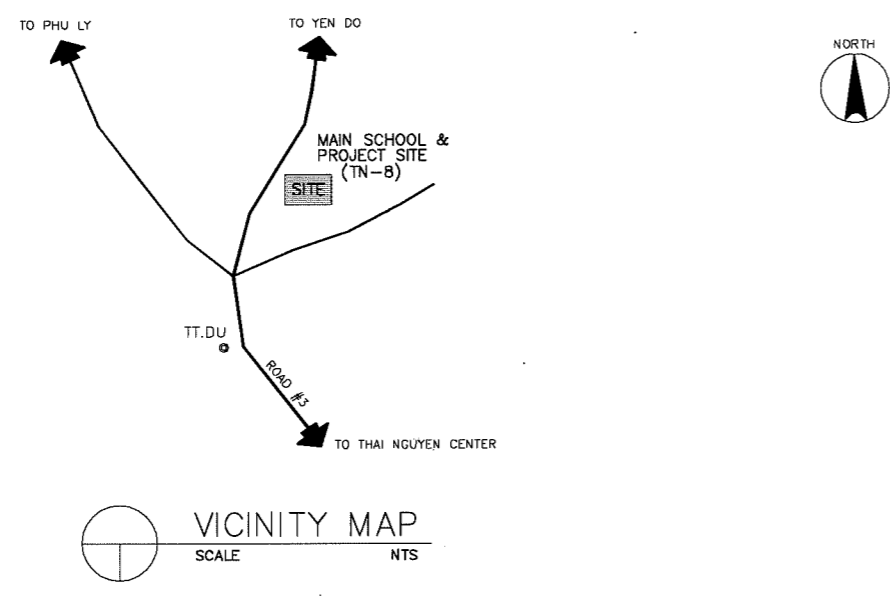 TO PHU LY
TO YEN DO
NORTH
MAIN SCHOOL &
PROJECT SITE
(TN-8)
SITE
TT.DU
ROAD #3
TO THAI NGUYEN CENTER
VICINITY MAP
SCALE NTS